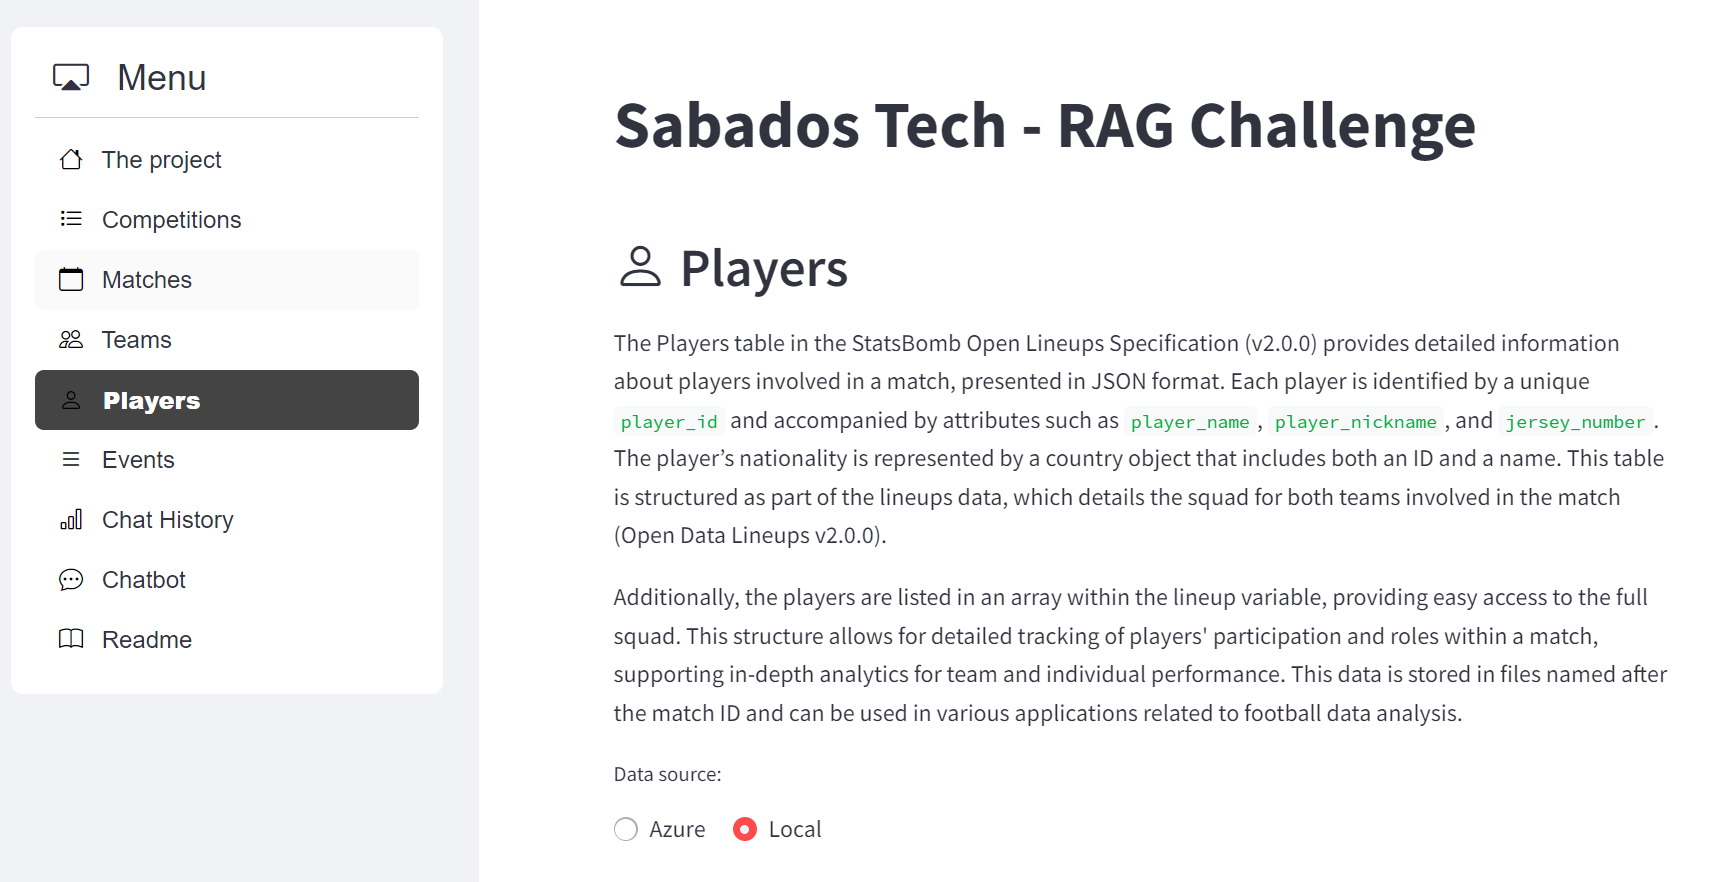 Menu
The project
Competitions
Matches
Teams
Players
Events
Chat History
Chatbot
Readme
Sabados Tech - RAG Challenge
Players
The Players table in the StatsBomb Open Lineups Specification (v2.0.0) provides detailed information
about players involved in a match, presented in JSON format. Each player is identified by a unique
player_id and accompanied by attributes such as player_name , player_nickname , and jersey_number .
The player’s nationality is represented by a country object that includes both an ID and a name. This table
is structured as part of the lineups data, which details the squad for both teams involved in the match
(Open Data Lineups v2.0.0).
Additionally, the players are listed in an array within the lineup variable, providing easy access to the full
squad. This structure allows for detailed tracking of players' participation and roles within a match,
supporting in-depth analytics for team and individual performance. This data is stored in files named after
the match ID and can be used in various applications related to football data analysis.
Data source:
Azure Local